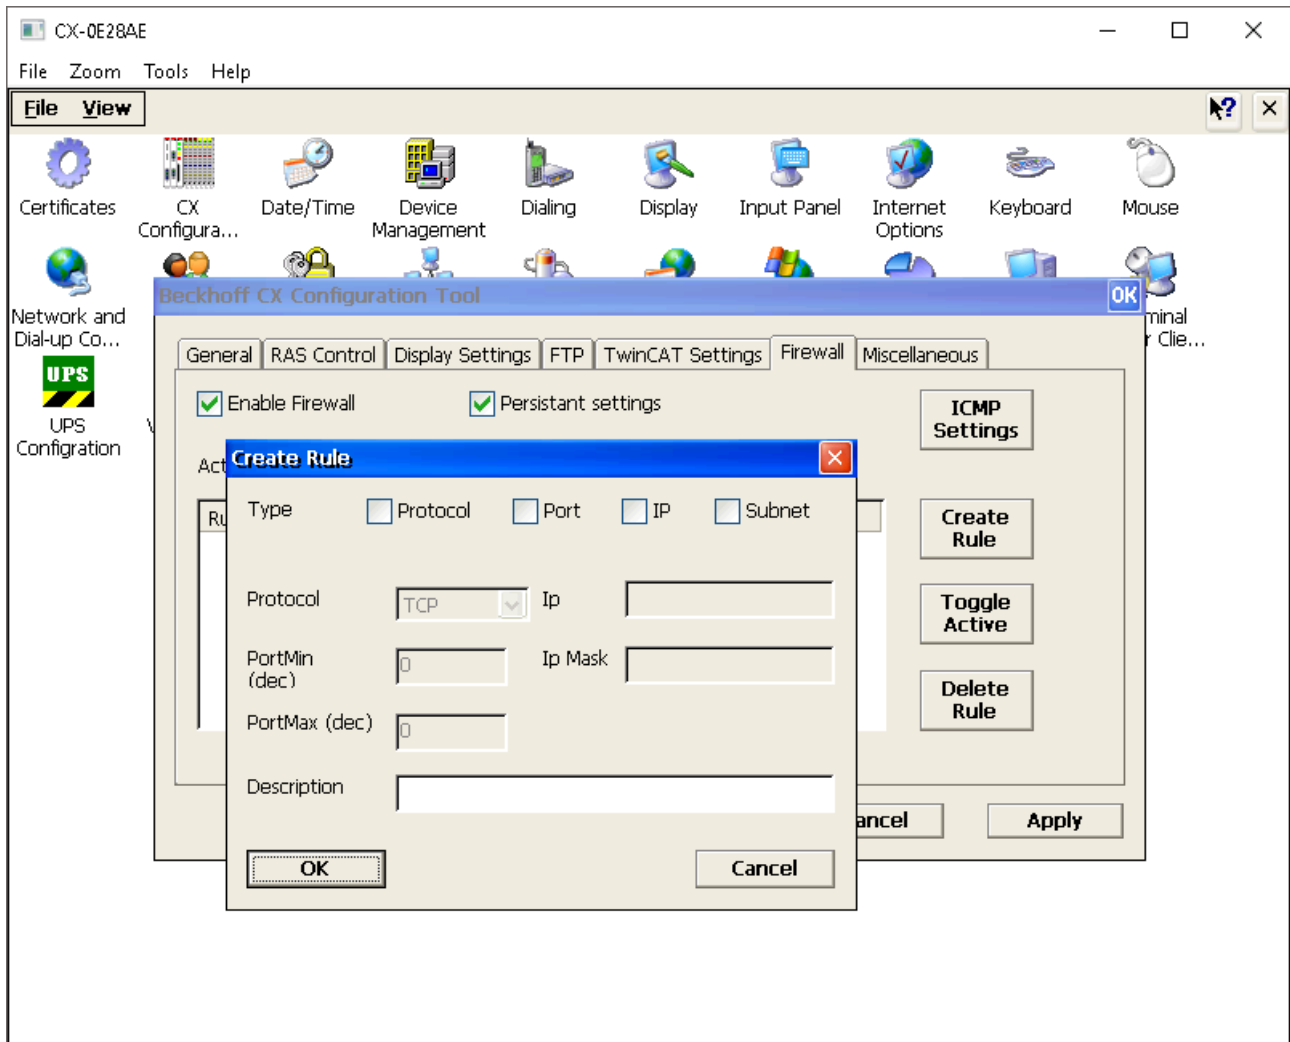 CX-0E28AE
File Zoom Tools Help
File View
Certificates
CX
Configura...
Date/Time
Device
Management
Dialing
Display
Input Panel
Internet
Options
Keyboard
Mouse
Network and
Dial-up Co...
UPS
UPS
Configration
Beckhoff CX Configuration Tool OK
General RAS Control Display Settings FTP TwinCAT Settings Firewall Miscellaneous
Enable Firewall Persistant settings
ICMP
Settings
Create Rule
Type Protocol Port IP Subnet
Create
Rule
Protocol TCP Ip
Toggle
Active
PortMin
(dec)
0
Ip Mask
Delete
Rule
PortMax (dec) 0
Description
Apply
OK Cancel